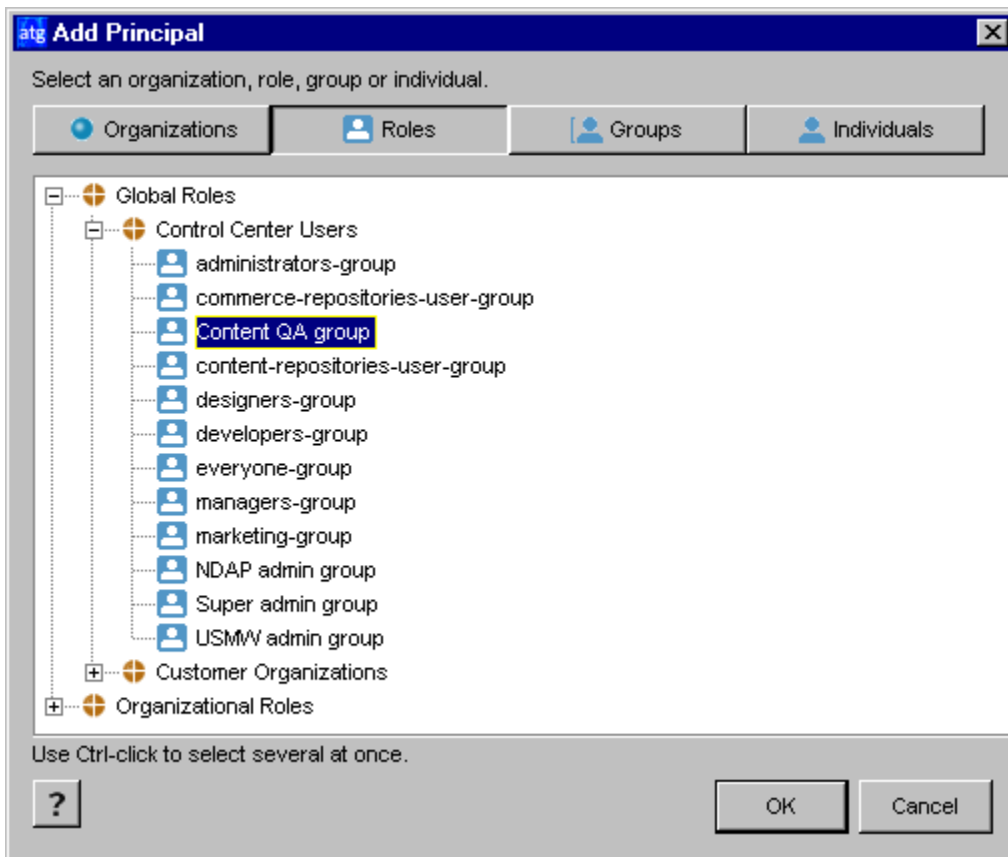 átg Add Principal
Select an organization, role, group or individual.
Organizations Roles Groups Individuals
Global Roles
Control Center Users
administrators-group
commerce-repositories-user-group
Content QA group
content-repositories-user-group
designers-group
developers-group
everyone-group
managers-group
marketing-group
NDAP admin group
Super admin group
USMW admin group
Customer Organizations
Organizational Roles
Use Ctrl-click to select several at once.
? OK Cancel